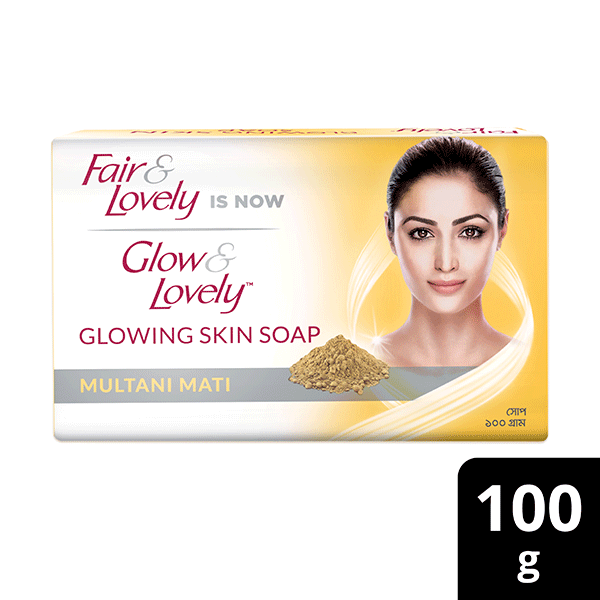 Fair & Lovely IS NOW
Glow & Lovely™
GLOWING SKIN SOAP
MULTANI MATI
সোপ
১০০ গ্রাম
100
g